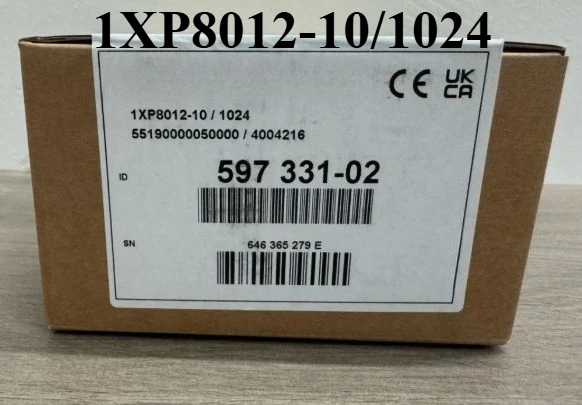 1XP8012-10/1024
CE UK
CA
1XP8012-10 / 1024
55190000050000 / 4004216
ID 597 331-02
SN 646 365 279 E